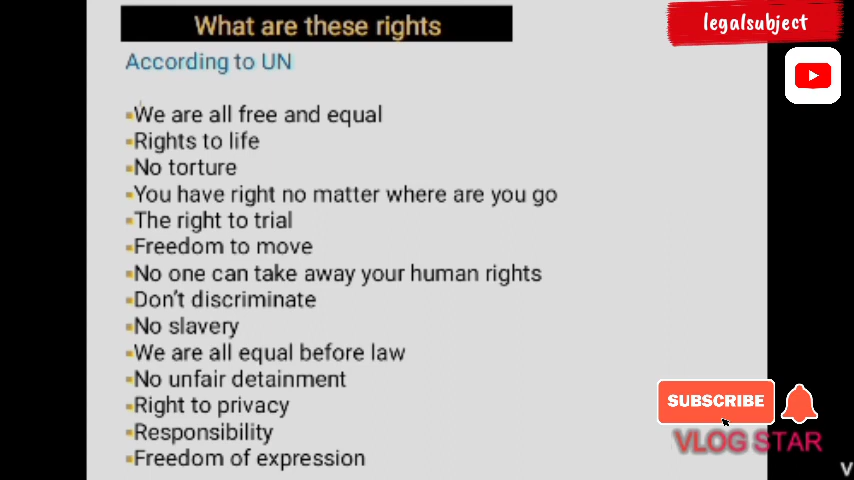 What are these rights
legalsubject
According to UN
We are all free and equal
Rights to life
No torture
You have right no matter where are you go
The right to trial
Freedom to move
No one can take away your human rights
Don't discriminate
No slavery
We are all equal before law
No unfair detainment
Right to privacy
Responsibility
Freedom of expression
SUBSCRIBE
VLOG STAR
V